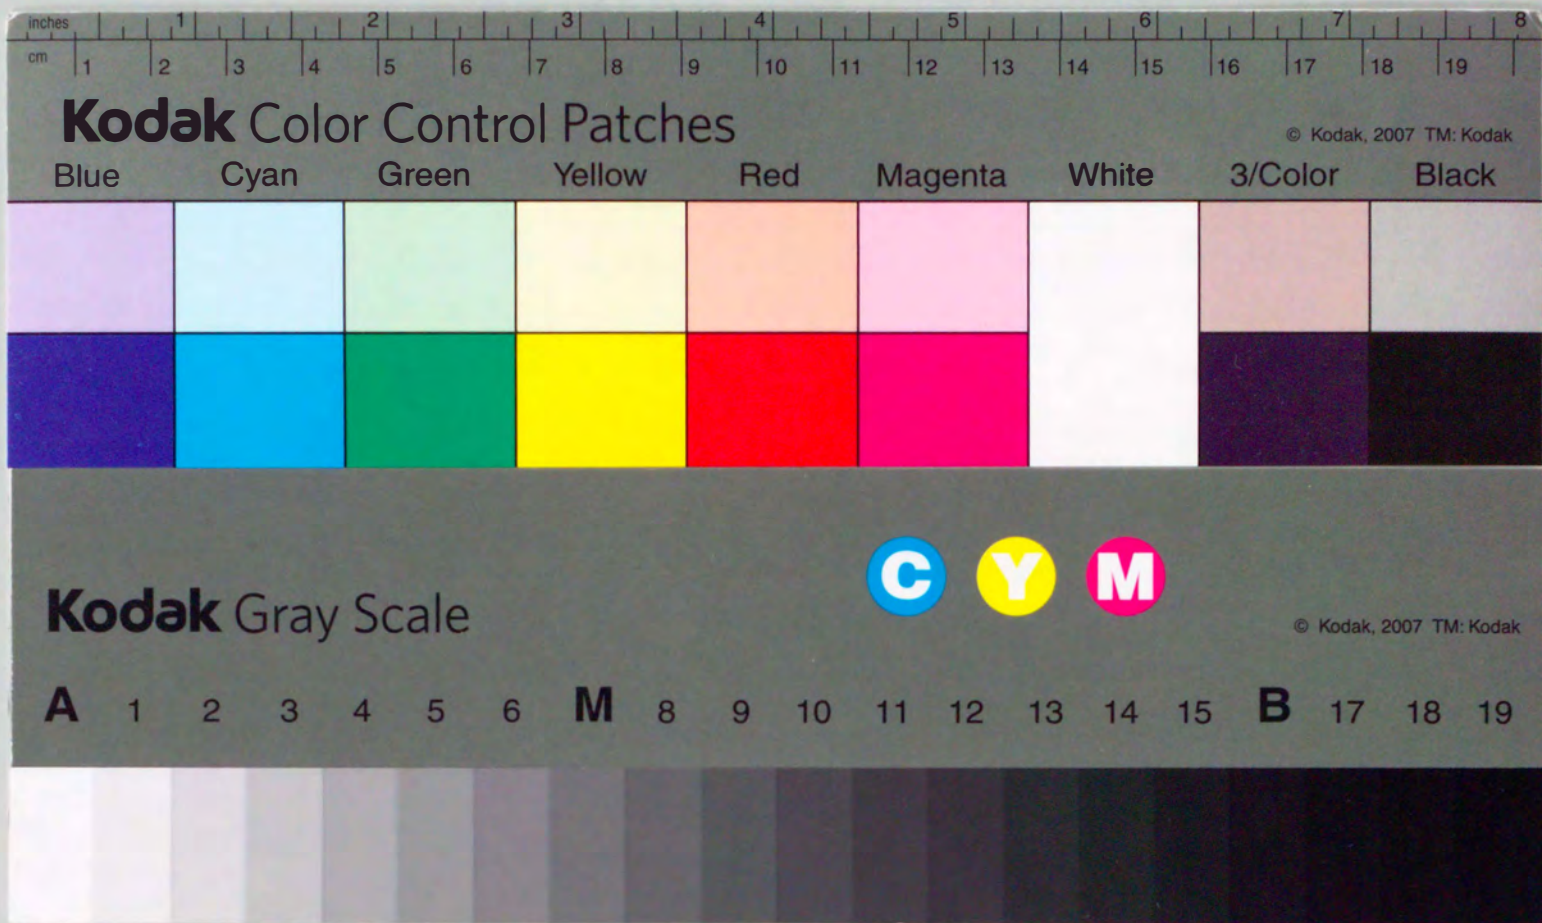 inches 1 2 3 4 5 6 7 8
cm 1 2 3 4 5 6 7 8 9 10 11 12 13 14 15 16 17 18 19
Kodak Color Control Patches
© Kodak, 2007 TM: Kodak
Blue Cyan Green Yellow Red Magenta White 3/Color Black
C Y M
Kodak Gray Scale
© Kodak, 2007 TM: Kodak
A 1 2 3 4 5 6 M 8 9 10 11 12 13 14 15 B 17 18 19